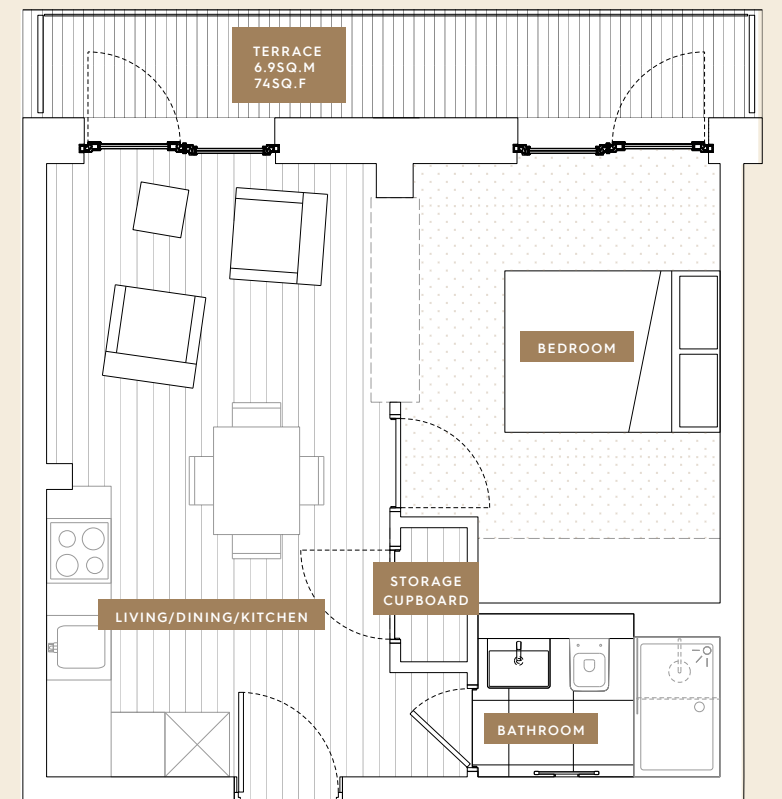 TERRACE
6.9SQ.M
74SQ.F
BEDROOM
STORAGE
CUPBOARD
LIVING/DINING/KITCHEN
BATHROOM